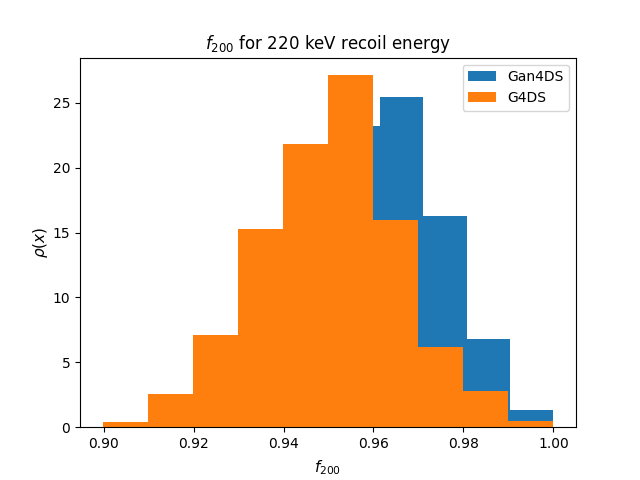 f₂₀₀ for 220 keV recoil energy
Gan4DS
G4DS
ρ(x)
25
20
15
10
5
0
0.90 0.92 0.94 0.96 0.98 1.00
f₂₀₀